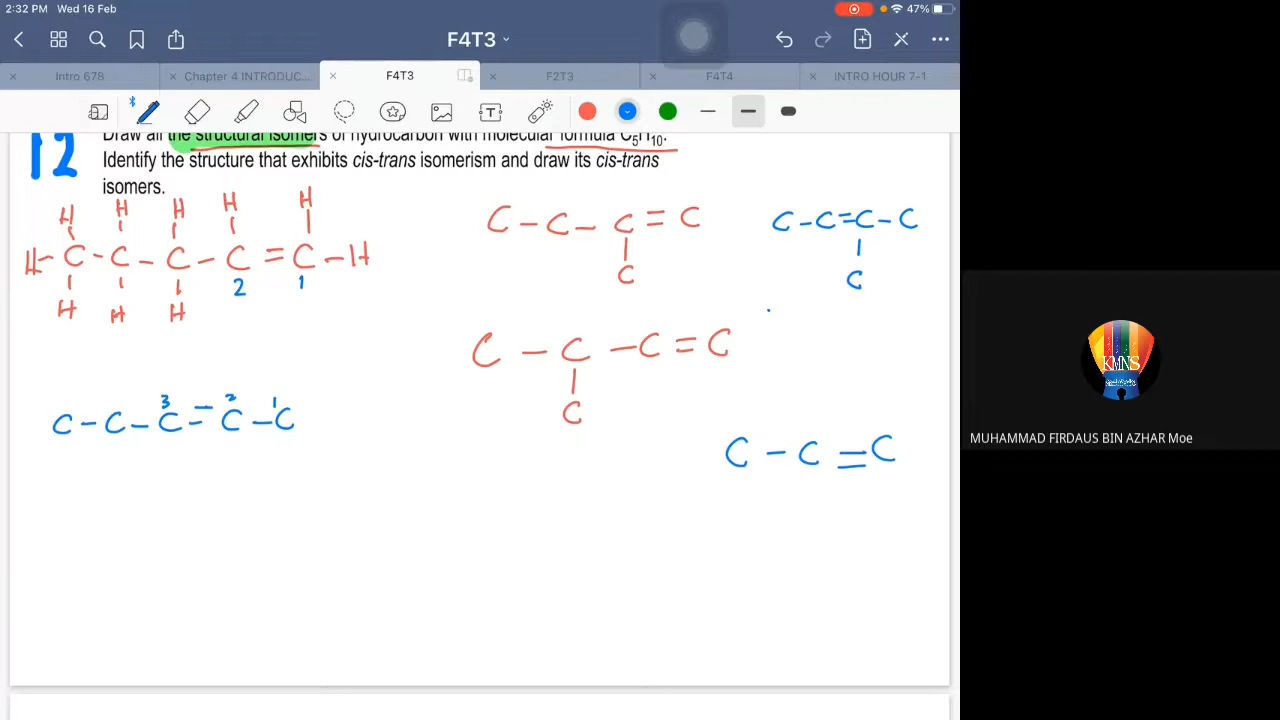 2:32 PM Wed 16 Feb
47%
F4T3
Intro 678
Chapter 4 INTRODUC...
F4T3
F2T3
F4T4
INTRO HOUR 7-1
T
12
Draw all the structural isomers of hydrocarbon with molecular formula C₅H₁₀.
Identify the structure that exhibits cis-trans isomerism and draw its cis-trans
isomers.
H H H H H
H - C - C - C - C = C - H
2 1
H H H
C - C - C = C
C
C - C = C - C
C
C - C - C = C
C
3 2 1
C - C - C = C - C
C - C = C
KMNS
MUHAMMAD FIRDAUS BIN AZHAR Moe